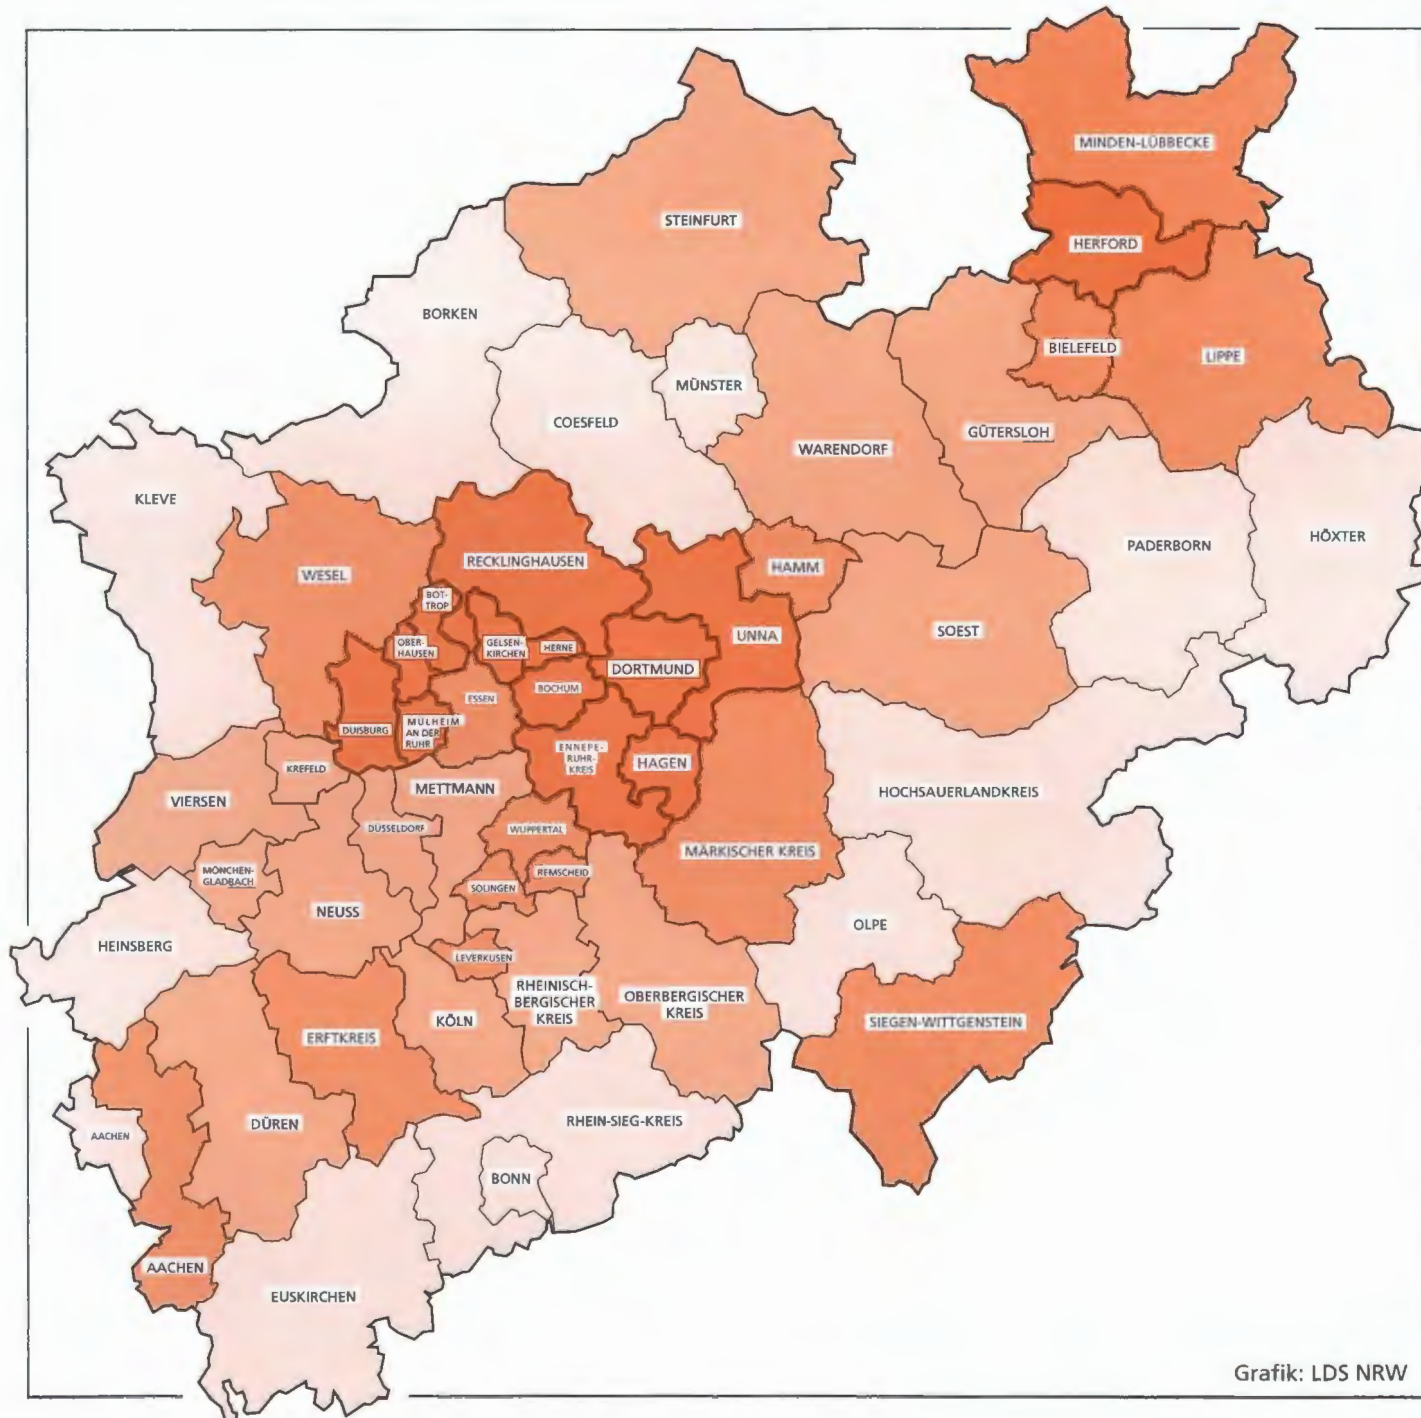 MINDEN-LÜBBECKE
STEINFURT
HERFORD
BORKEN
BIELEFELD
LIPPE
MÜNSTER
COESFELD
GÜTERSLOH
WARENDORF
KLEVE
HÖXTER
PADERBORN
RECKLINGHAUSEN
HAMM
WESEL
BOT-
TROP
SOEST
UNNA
OBER-
HAUSEN
GELSEN-
KIRCHEN
HERNE
DORTMUND
BOCHUM
ESSEN
DUISBURG
MÜLHEIM
AN DER
RUHR
ENNEPE-
RUHR-
KREIS
HAGEN
KREFELD
METTMANN
HOCHSAUERLANDKREIS
VIERSEN
DÜSSELDORF
WUPPERTAL
MÄRKISCHER KREIS
MÖNCHEN-
GLADBACH
REMSCHEID
SOLINGEN
NEUSS
OLPE
HEINSBERG
LEVERKUSEN
RHEINISCH-
BERGISCHER
KREIS
OBERBERGISCHER
KREIS
KÖLN
SIEGEN-WITTGENSTEIN
ERFTKREIS
DÜREN
RHEIN-SIEG-KREIS
AACHEN
BONN
AACHEN
EUSKIRCHEN
Grafik: LDS NRW